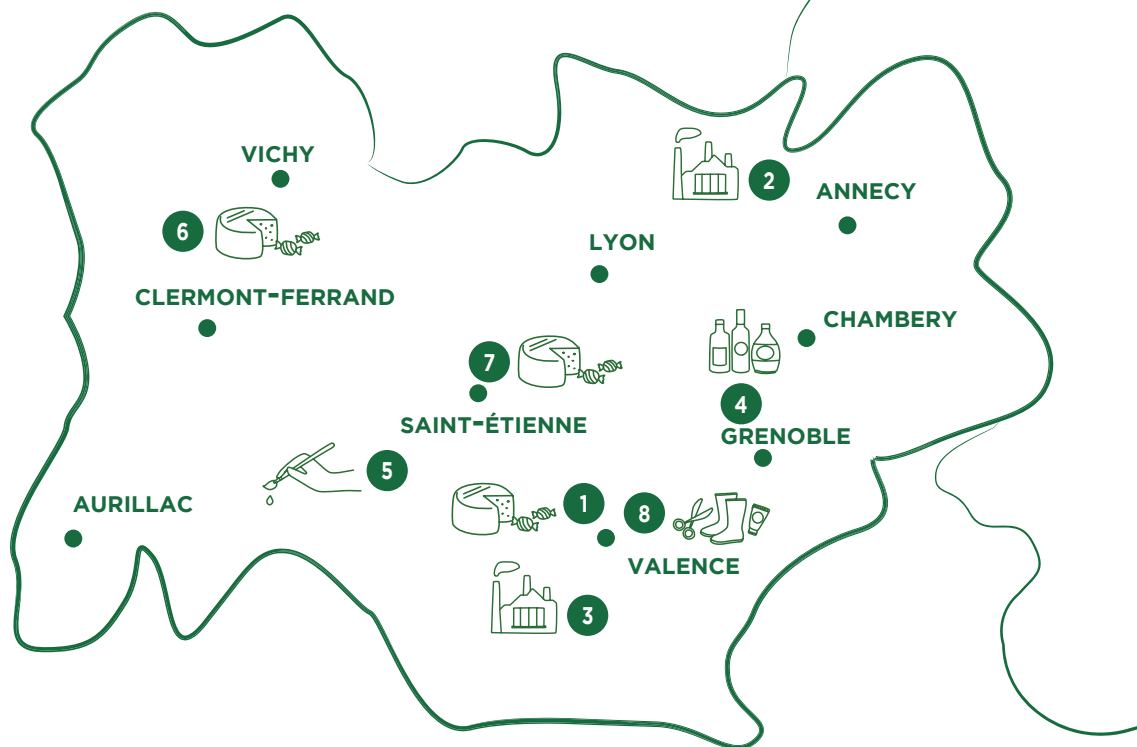 VICHY
2
6
ANNECY
LYON
CLERMONT-FERRAND
CHAMBERY
7
4
SAINT-ÉTIENNE
GRENOBLE
5
AURILLAC
1
8
VALENCE
3